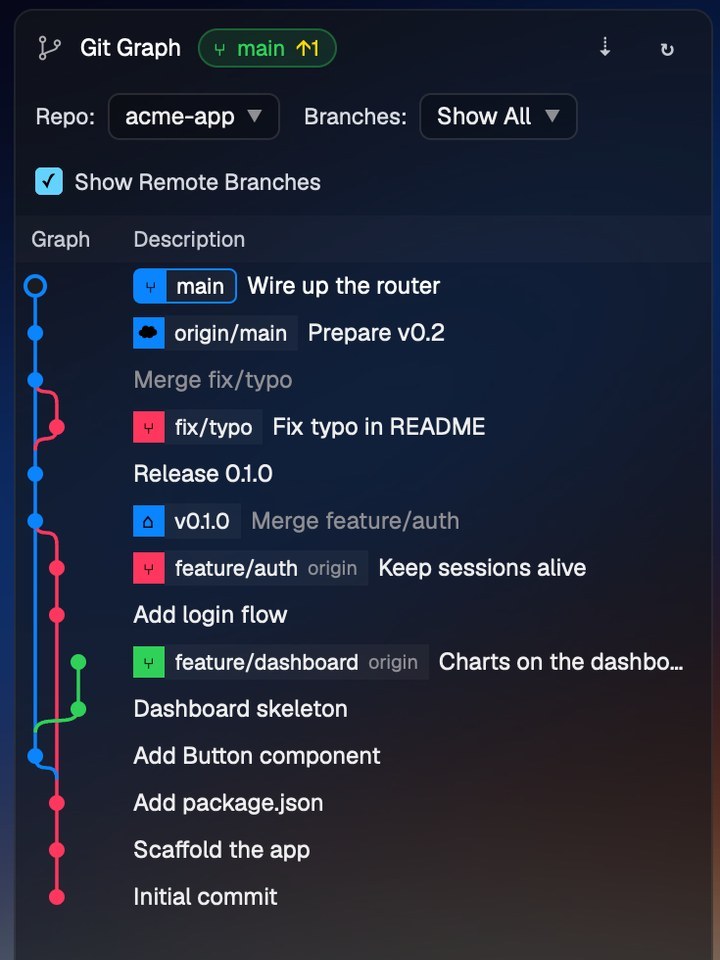 Git Graph main ↑1
Repo: acme-app Branches: Show All
Show Remote Branches
Graph Description
main Wire up the router
origin/main Prepare v0.2
Merge fix/typo
fix/typo Fix typo in README
Release 0.1.0
v0.1.0 Merge feature/auth
feature/auth origin Keep sessions alive
Add login flow
feature/dashboard origin Charts on the dashbo...
Dashboard skeleton
Add Button component
Add package.json
Scaffold the app
Initial commit